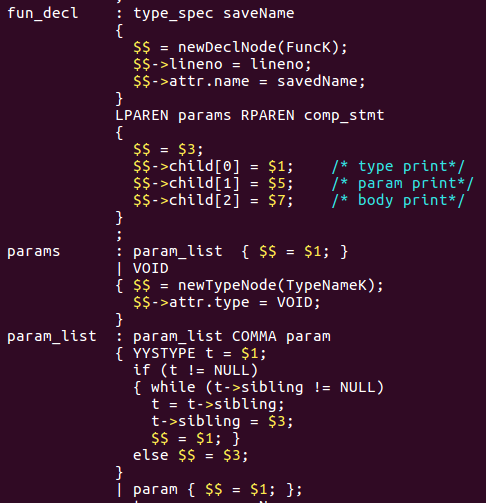 fun_decl    : type_spec saveName
            {
              $$ = newDeclNode(FuncK);
              $$->lineno = lineno;
              $$->attr.name = savedName;
            }
            LPAREN params RPAREN comp_stmt
            {
              $$ = $3;
              $$->child[0] = $1;    /* type print*/
              $$->child[1] = $5;    /* param print*/
              $$->child[2] = $7;    /* body print*/
            }
            ;
params      : param_list  { $$ = $1; }
            | VOID
            { $$ = newTypeNode(TypeNameK);
              $$->attr.type = VOID;
            }
param_list  : param_list COMMA param
            { YYSTYPE t = $1;
              if (t != NULL)
              { while (t->sibling != NULL)
                t = t->sibling;
                t->sibling = $3;
                $$ = $1; }
              else $$ = $3;
            }
            | param { $$ = $1; };